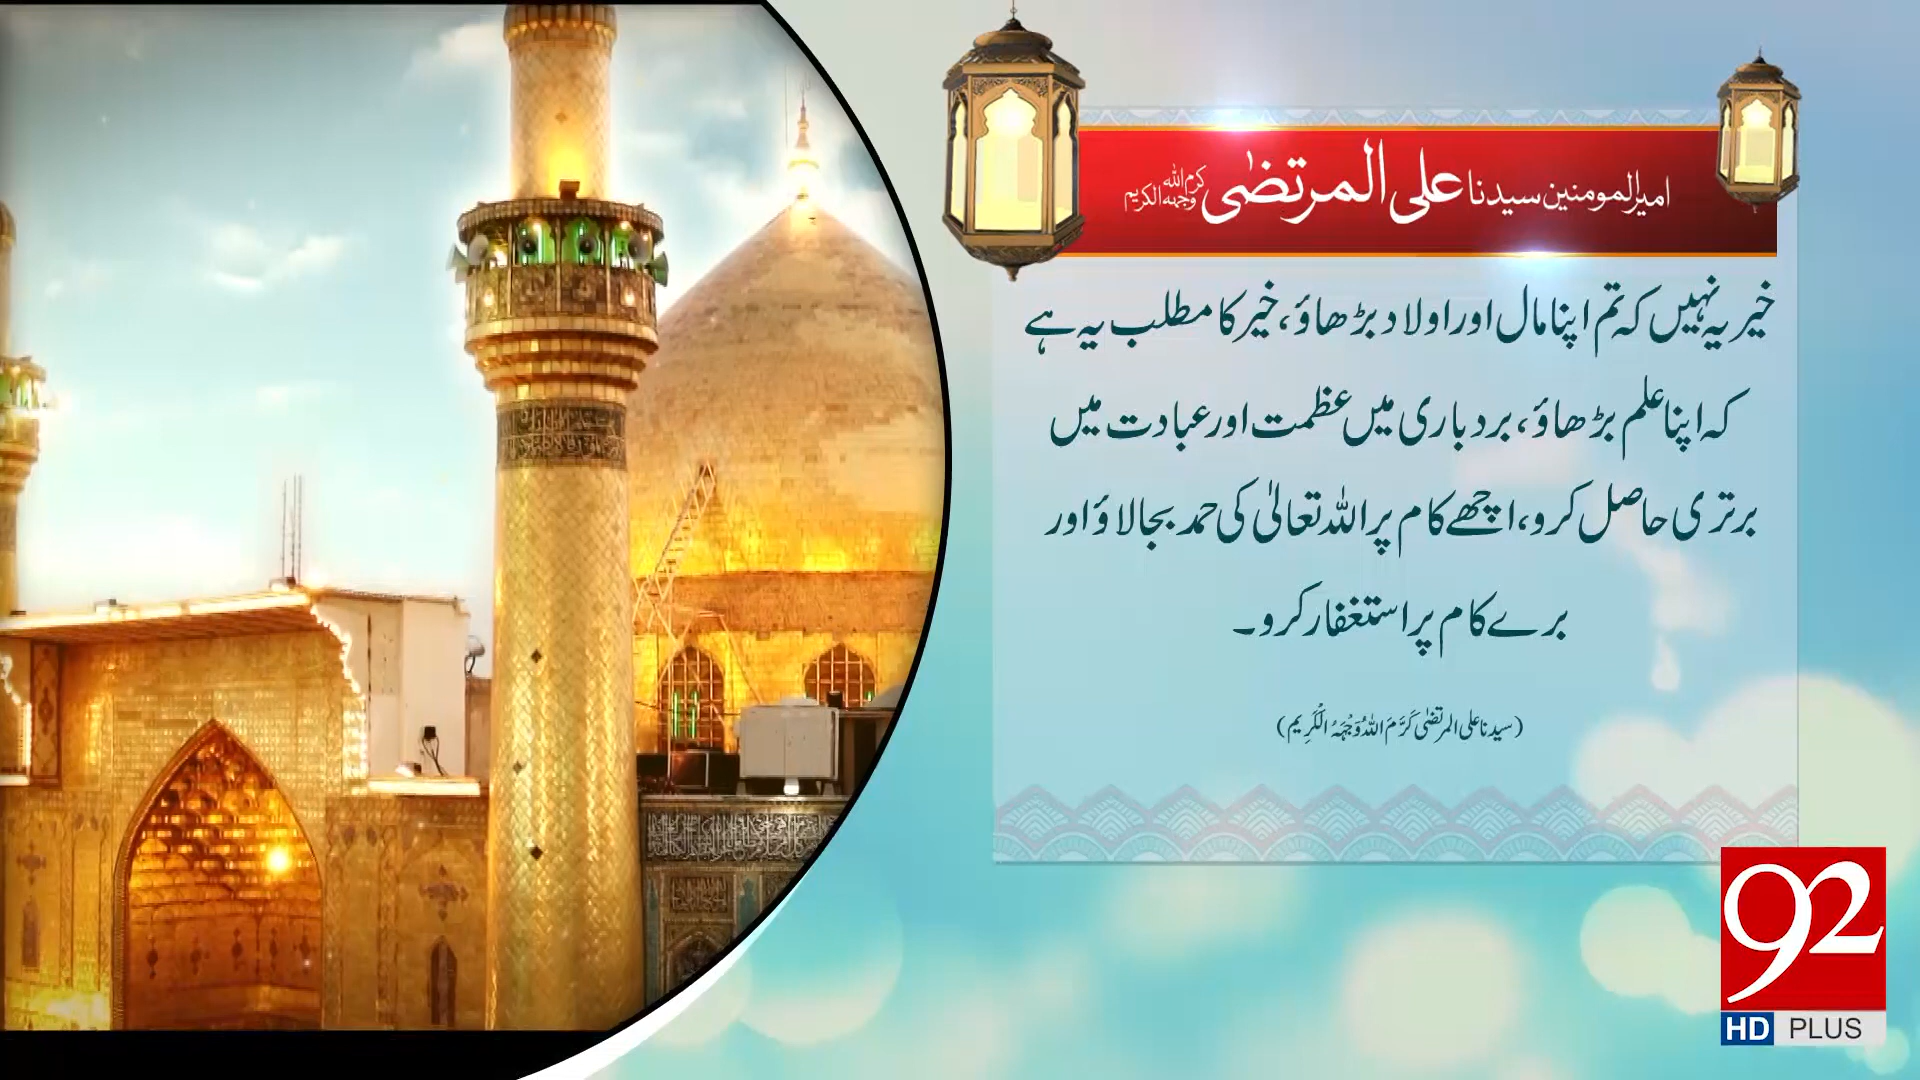 امیرالمومنین سیدنا علی المرتضیٰ کرم اللہ وجہہ الکریم
خیر یہ نہیں کہ تم اپنا مال اور اولاد بڑھاؤ، خیر کا مطلب یہ ہے
کہ اپنا علم بڑھاؤ، بردباری میں عظمت اور عبادت میں
برتری حاصل کرو، اچھے کام پر اللہ تعالیٰ کی حمد بجا لاؤ اور
برے کام پر استغفار کرو۔
(سیدنا علی المرتضیٰ کَرَّمَ اللہُ وَجْہَہُ الْکَرِیم)
92
HD PLUS